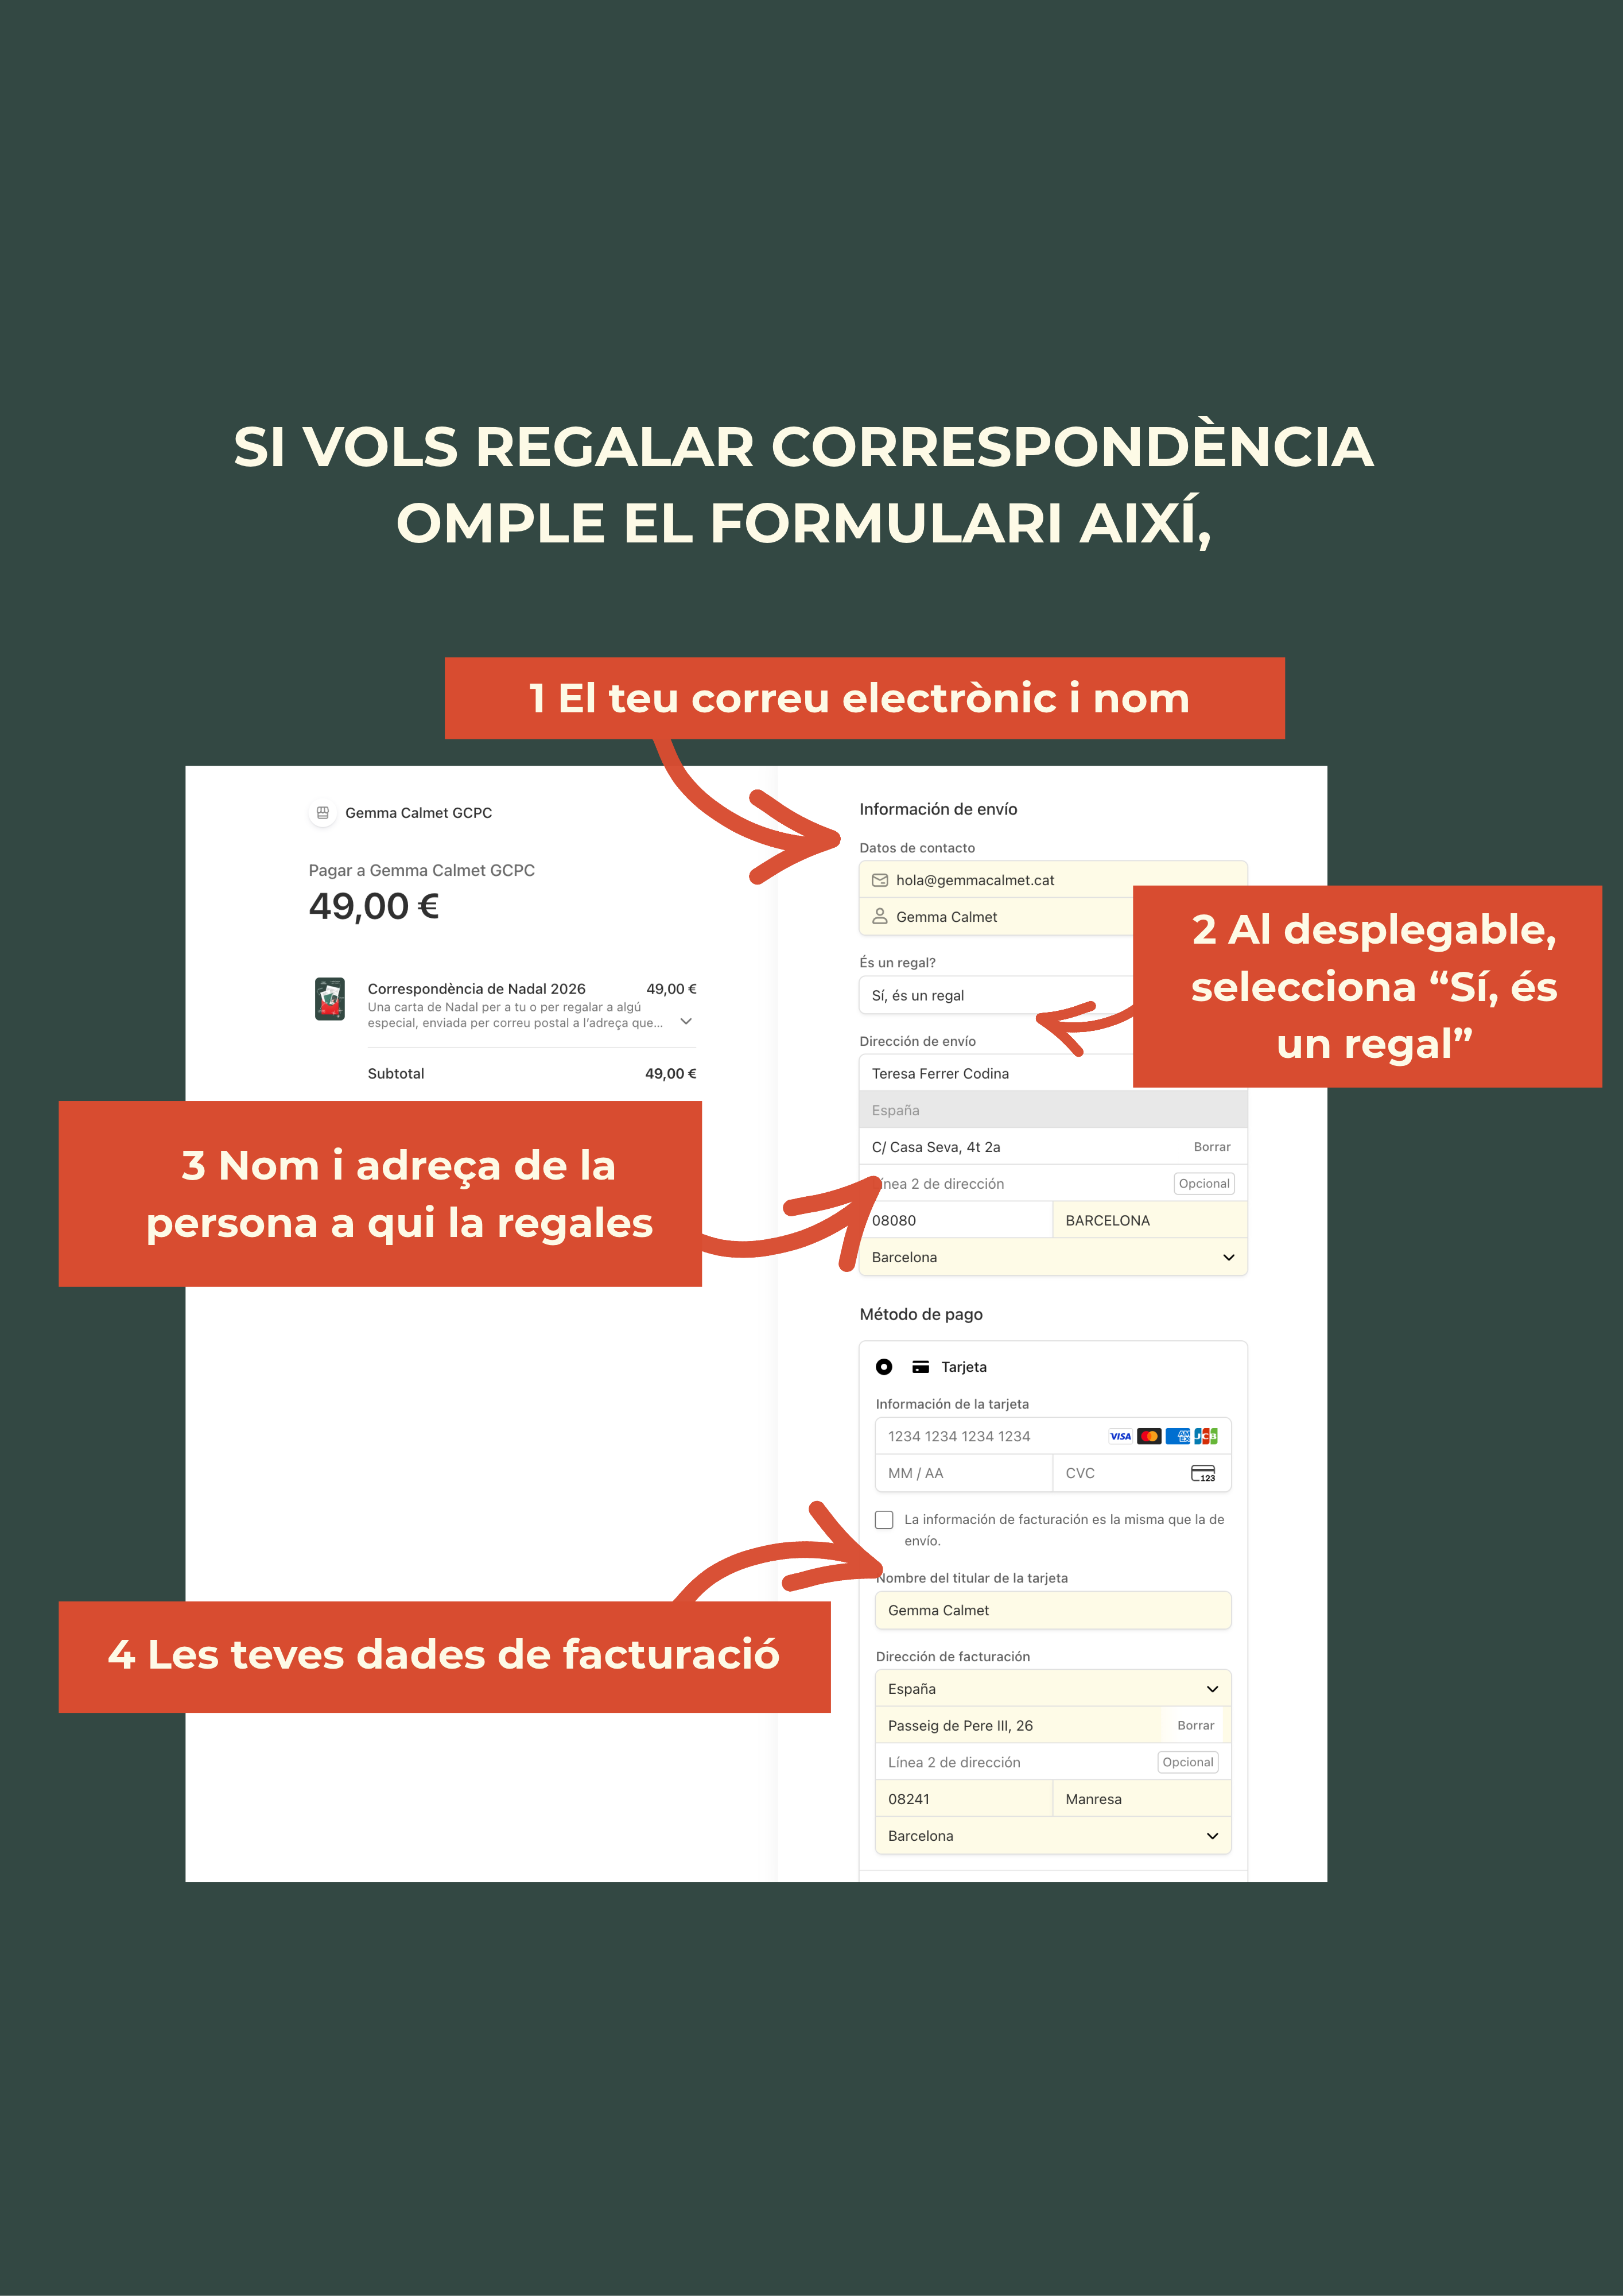 SI VOLS REGALAR CORRESPONDÈNCIA
OMPLE EL FORMULARI AIXÍ,
1 El teu correu electrònic i nom
Gemma Calmet GCPC
Pagar a Gemma Calmet GCPC
49,00 €
Correspondència de Nadal 2026 49,00 €
Una carta de Nadal per a tu o per regalar a algú
especial, enviada per correu postal a l'adreça que...
Subtotal 49,00 €
Información de envío
Datos de contacto
hola@gemmacalmet.cat
Gemma Calmet
És un regal?
Sí, és un regal
2 Al desplegable,
selecciona “Sí, és
un regal”
Dirección de envío
Teresa Ferrer Codina
España
C/ Casa Seva, 4t 2a Borrar
Línea 2 de dirección Opcional
08080 BARCELONA
Barcelona
3 Nom i adreça de la
persona a qui la regales
Método de pago
Tarjeta
Información de la tarjeta
1234 1234 1234 1234 VISA AMEX JCB
MM / AA CVC 123
La información de facturación es la misma que la de
envío.
Nombre del titular de la tarjeta
Gemma Calmet
4 Les teves dades de facturació
Dirección de facturación
España
Passeig de Pere III, 26 Borrar
Línea 2 de dirección Opcional
08241 Manresa
Barcelona